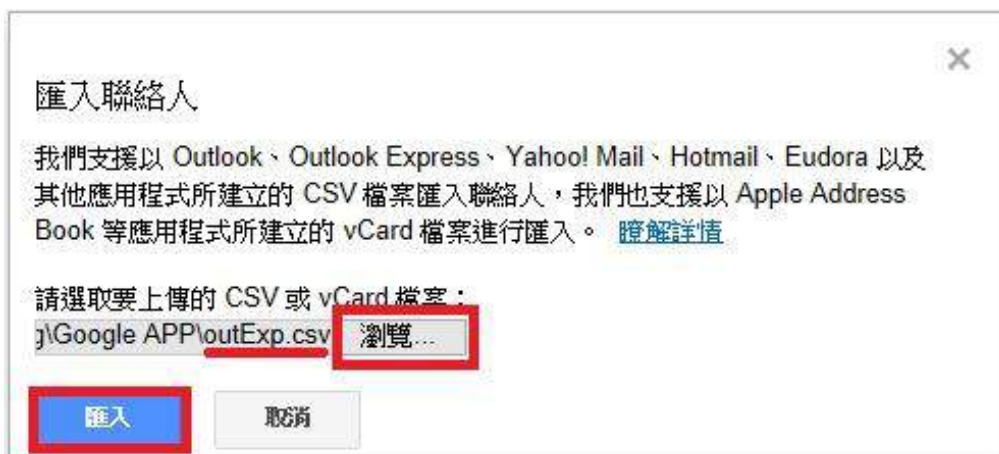 匯入聯絡人
我們支援以 Outlook、Outlook Express、Yahoo! Mail、Hotmail、Eudora 以及
其他應用程式所建立的 CSV 檔案匯入聯絡人，我們也支援以 Apple Address
Book 等應用程式所建立的 vCard 檔案進行匯入。 瞭解詳情
請選取要上傳的 CSV 或 vCard 檔案：
g\Google APP\outExp.csv 瀏覽...
匯入 取消